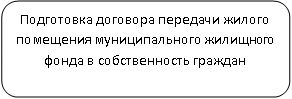 Подготовка договора передачи жилого
помещения муниципального жилищного
фонда в собственность граждан